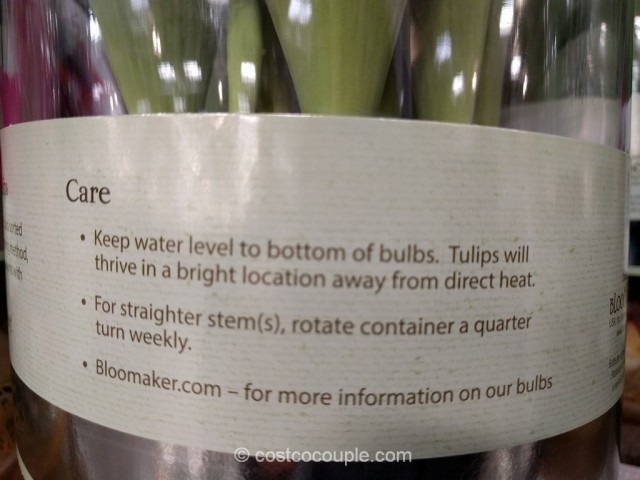 Care
• Keep water level to bottom of bulbs. Tulips will
thrive in a bright location away from direct heat.
• For straighter stem(s), rotate container a quarter
turn weekly.
• Bloomaker.com – for more information on our bulbs
© costcocouple.com